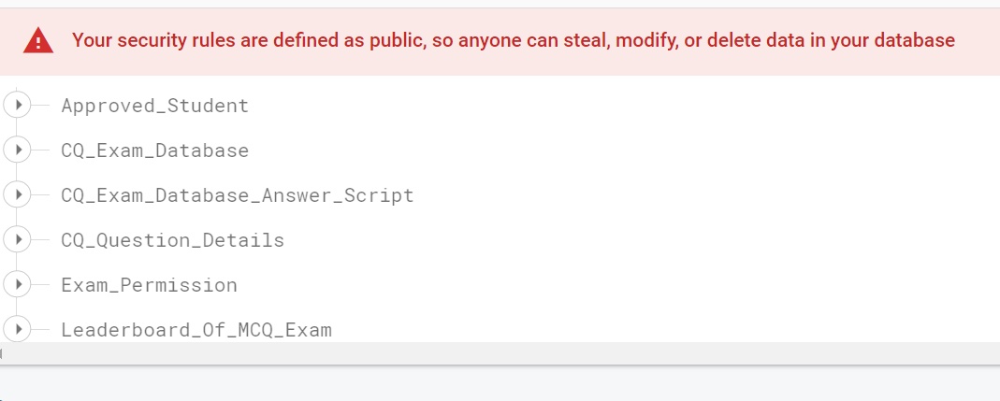 Your security rules are defined as public, so anyone can steal, modify, or delete data in your database
Approved_Student
CQ_Exam_Database
CQ_Exam_Database_Answer_Script
CQ_Question_Details
Exam_Permission
Leaderboard_Of_MCQ_Exam